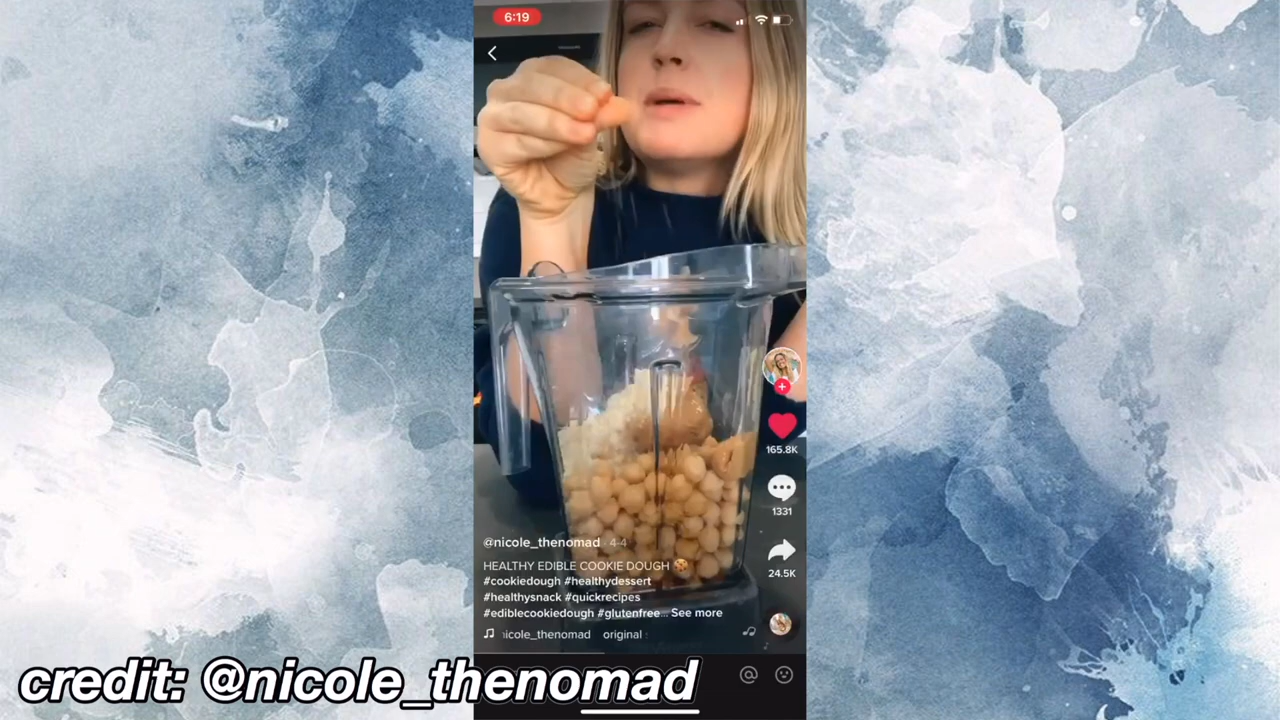 6:19
165.8K
1331
24.5K
@nicole_thenomad · 4-4
HEALTHY EDIBLE COOKIE DOUGH 🍪
#cookiedough #healthydessert
#healthysnack #quickrecipes
#ediblecookiedough #glutenfree... See more
nicole_thenomad original
credit: @nicole_thenomad